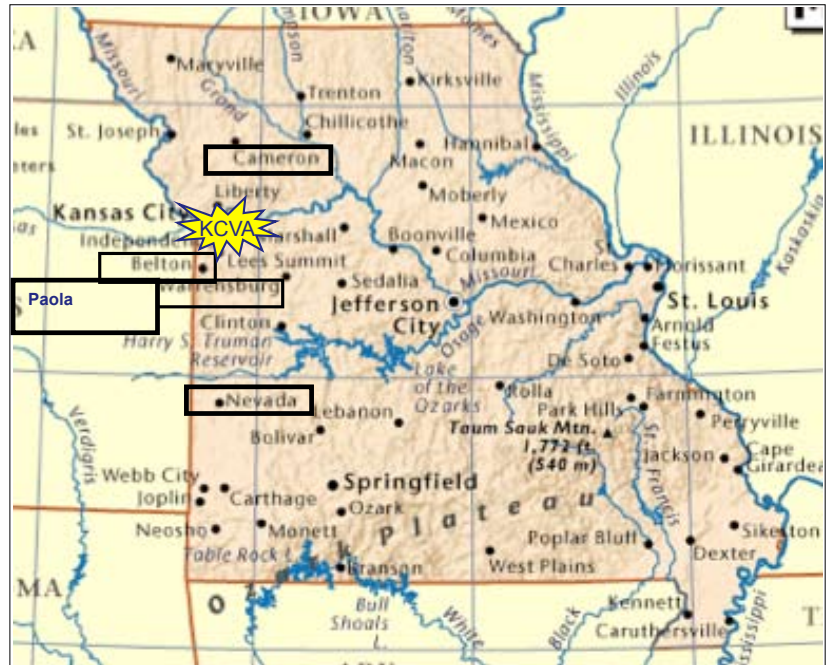 IOWA
Maryville
Kirksville
Trenton
Missouri
Grand
Mississippi
Illinois
St. Joseph
Chillicothe
Hannibal
ILLINOIS
Cameron
Macon
Liberty
Moberly
Kansas City
KCVA
Mexico
Kaskaskia
Boonville
Columbia
St.
Charles
Florissant
Belton
Lees Summit
Missouri
Warrensburg
Sedalia
Paola
Jefferson
City
St. Louis
Washington
Arnold
Clinton
Osage
Festus
Harry S. Truman
Reservoir
De Soto
Lake
of the
Ozarks
Rolla
Nevada
Farmington
Lebanon
Park Hills
Perryville
Verdigris
Bolivar
Taum Sauk Mtn.
1,772 ft.
(540 m)
St. Francis
Jackson
Cape
Webb City
Springfield
Joplin
Carthage
Ozark
Plateau
Neosho
Monett
Sikeston
Poplar Bluff
Dexter
Table Rock L.
West Plains
Branson
Bull
Shoals
L.
White
Black
Kennett
Caruthersville